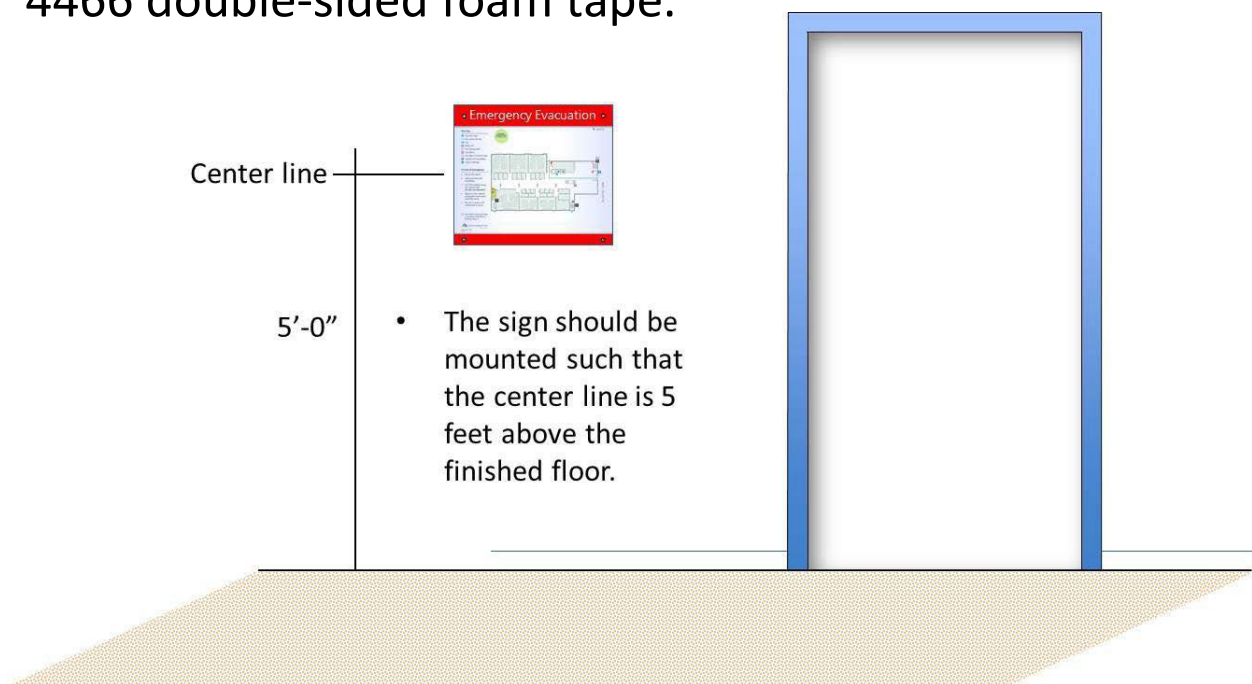 4466 double-sided foam tape.
Emergency Evacuation
Center line
5’-0”
• The sign should be
mounted such that
the center line is 5
feet above the
finished floor.